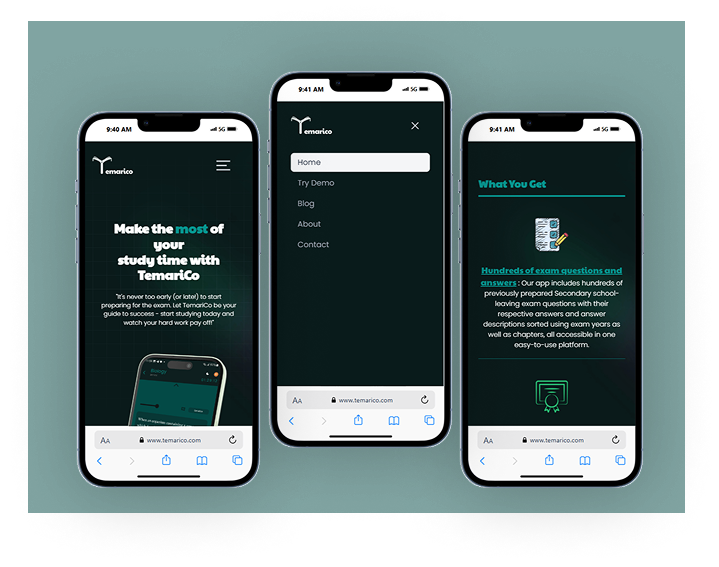 9:40 AM
5G
Temarico
Make the most of
your
study time with
TemariCo
"It's never too early (or late) to start
preparing for the exam. Let TemariCo be your
guide to success - start studying today and
watch your hard work pay off!"
AA
www.temarico.com
9:41 AM
5G
Temarico
Home
Try Demo
Blog
About
Contact
AA
www.temarico.com
9:41 AM
5G
What You Get
Hundreds of exam questions and
answers : Our app includes hundreds of
previously prepared Secondary school-
leaving exam questions with their
respective answers and answer
descriptions sorted using exam years as
well as chapters, all accessible in one
easy-to-use platform.
AA
www.temarico.com